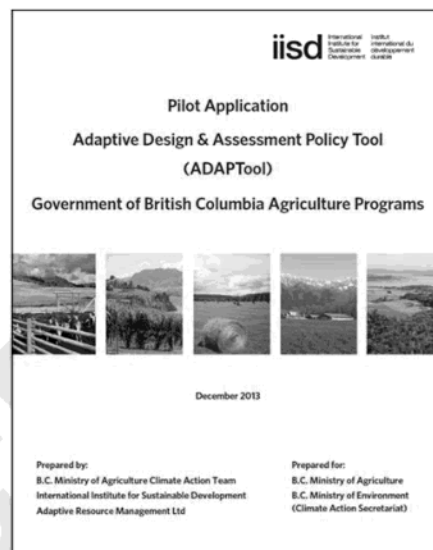 iisd
International
Institute for
Sustainable
Development
Institut
international du
développement
durable
Pilot Application
Adaptive Design & Assessment Policy Tool
(ADAPTool)
Government of British Columbia Agriculture Programs
December 2013
Prepared by:
B.C. Ministry of Agriculture Climate Action Team
International Institute for Sustainable Development
Adaptive Resource Management Ltd
Prepared for:
B.C. Ministry of Agriculture
B.C. Ministry of Environment
(Climate Action Secretariat)